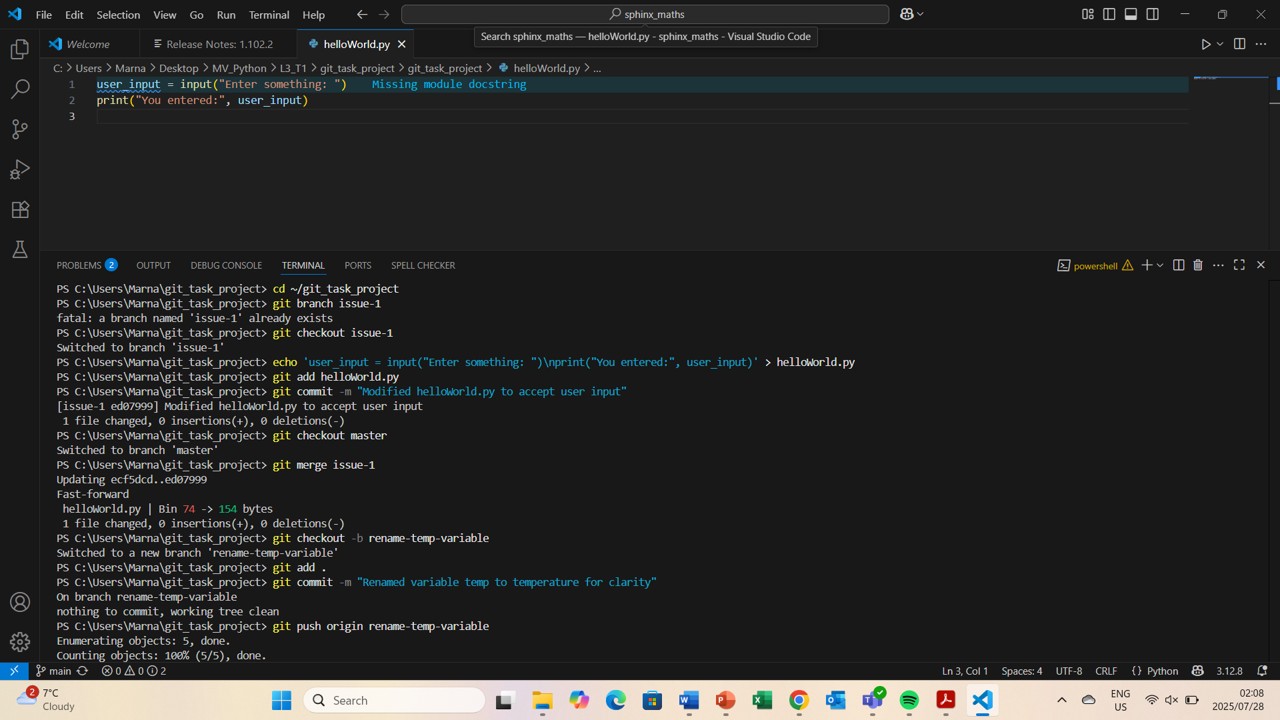 File Edit Selection View Go Run Terminal Help sphinx_maths
Welcome Release Notes: 1.102.2 helloWorld.py
Search sphinx_maths — helloWorld.py - sphinx_maths - Visual Studio Code
C: > Users > Marna > Desktop > MV_Python > L3_T1 > git_task_project > git_task_project > helloWorld.py > ...
1 user_input = input("Enter something: ") Missing module docstring
2 print("You entered:", user_input)
3
PROBLEMS 2 OUTPUT DEBUG CONSOLE TERMINAL PORTS SPELL CHECKER powershell
PS C:\Users\Marna\git_task_project> cd ~/git_task_project
PS C:\Users\Marna\git_task_project> git branch issue-1
fatal: a branch named 'issue-1' already exists
PS C:\Users\Marna\git_task_project> git checkout issue-1
Switched to branch 'issue-1'
PS C:\Users\Marna\git_task_project> echo 'user_input = input("Enter something: ")\nprint("You entered:", user_input)' > helloWorld.py
PS C:\Users\Marna\git_task_project> git add helloWorld.py
PS C:\Users\Marna\git_task_project> git commit -m "Modified helloWorld.py to accept user input"
[issue-1 ed07999] Modified helloWorld.py to accept user input
1 file changed, 0 insertions(+), 0 deletions(-)
PS C:\Users\Marna\git_task_project> git checkout master
Switched to branch 'master'
PS C:\Users\Marna\git_task_project> git merge issue-1
Updating ecf5dcd..ed07999
Fast-forward
helloWorld.py | Bin 74 -> 154 bytes
1 file changed, 0 insertions(+), 0 deletions(-)
PS C:\Users\Marna\git_task_project> git checkout -b rename-temp-variable
Switched to a new branch 'rename-temp-variable'
PS C:\Users\Marna\git_task_project> git add .
PS C:\Users\Marna\git_task_project> git commit -m "Renamed variable temp to temperature for clarity"
On branch rename-temp-variable
nothing to commit, working tree clean
PS C:\Users\Marna\git_task_project> git push origin rename-temp-variable
Enumerating objects: 5, done.
Counting objects: 100% (5/5), done.
main 0 0 2 Ln 3, Col 1 Spaces: 4 UTF-8 CRLF {} Python 3.12.8
2 7°C
Cloudy
Search
ENG
US
02:08
2025/07/28